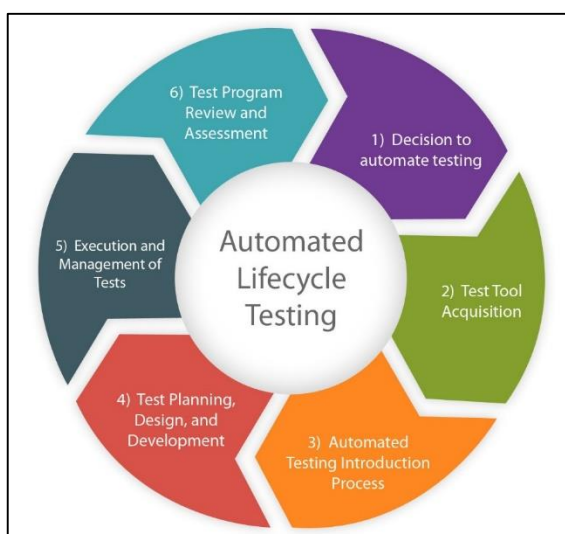 Automated
Lifecycle
Testing
1) Decision to
automate testing
2) Test Tool
Acquisition
3) Automated
Testing Introduction
Process
4) Test Planning,
Design, and
Development
5) Execution and
Management of
Tests
6) Test Program
Review and
Assessment